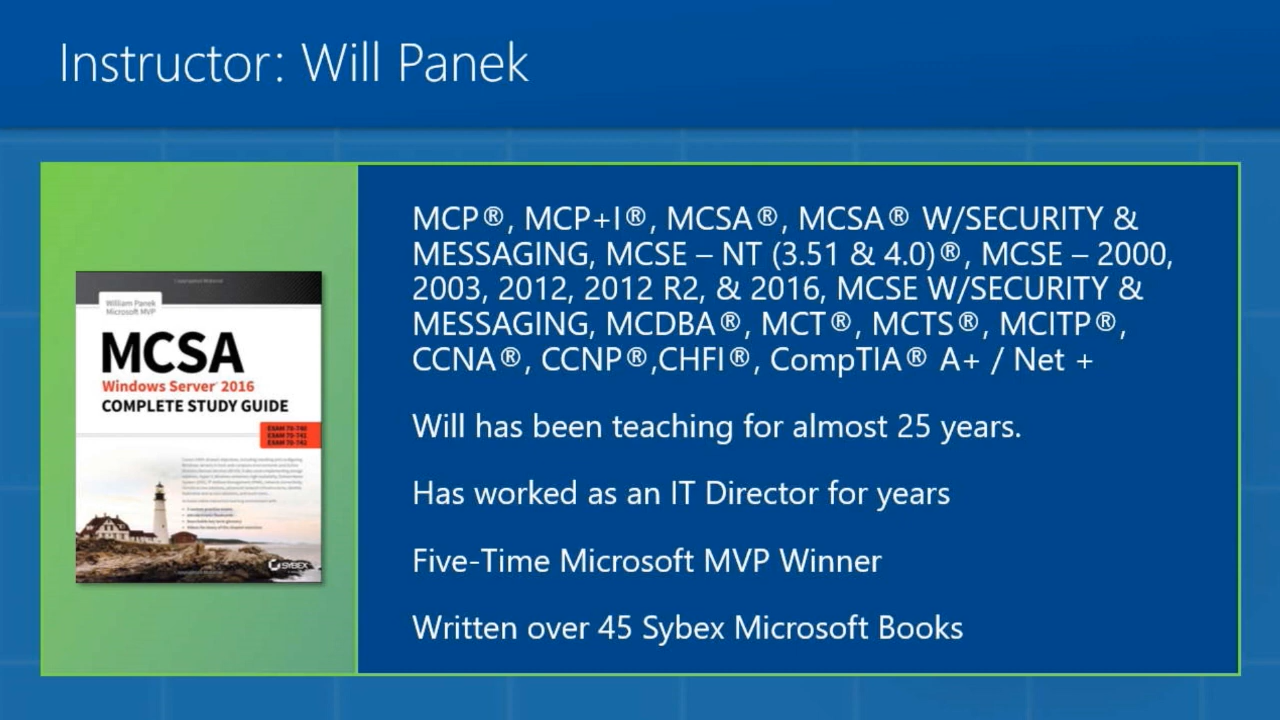 Instructor: Will Panek
William Panek
Microsoft MVP
MCSA
Windows Server 2016
COMPLETE STUDY GUIDE
EXAM 70-740
EXAM 70-741
EXAM 70-742
SYBEX
MCP®, MCP+I®, MCSA®, MCSA® W/SECURITY &
MESSAGING, MCSE – NT (3.51 & 4.0)®, MCSE – 2000,
2003, 2012, 2012 R2, & 2016, MCSE W/SECURITY &
MESSAGING, MCDBA®, MCT®, MCTS®, MCITP®,
CCNA®, CCNP®,CHFI®, CompTIA® A+ / Net +
Will has been teaching for almost 25 years.
Has worked as an IT Director for years
Five-Time Microsoft MVP Winner
Written over 45 Sybex Microsoft Books